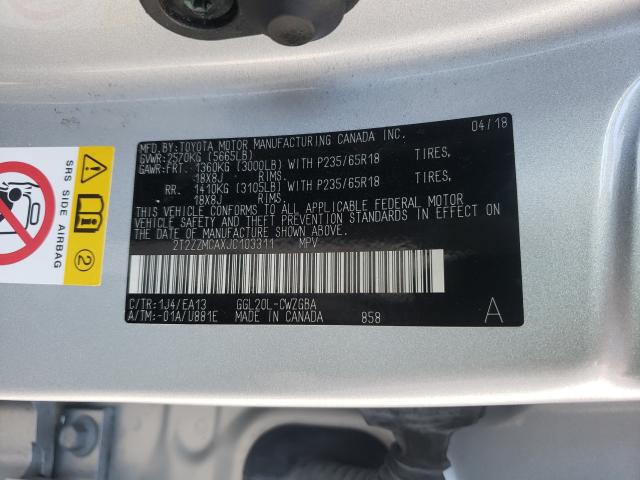 MFD.BY:TOYOTA MOTOR MANUFACTURING CANADA INC. 04/18
GVWR:2570KG (5665LB)
GAWR:FRT. 1360KG (3000LB) WITH P235/65R18 TIRES,
18X8J RIMS.
RR. 1410KG (3105LB) WITH P235/65R18 TIRES,
18X8J RIMS.
THIS VEHICLE CONFORMS TO ALL APPLICABLE FEDERAL MOTOR
VEHICLE SAFETY AND THEFT PREVENTION STANDARDS IN EFFECT ON
THE DATE OF MANUFACTURE SHOWN ABOVE.
2T2ZZMCAXJC103311 MPV
C/TR:1J4/EA13 GGL20L-CWZGBA
A/TM:-01A/U881E MADE IN CANADA 858 A
SRS SIDE AIRBAG
2